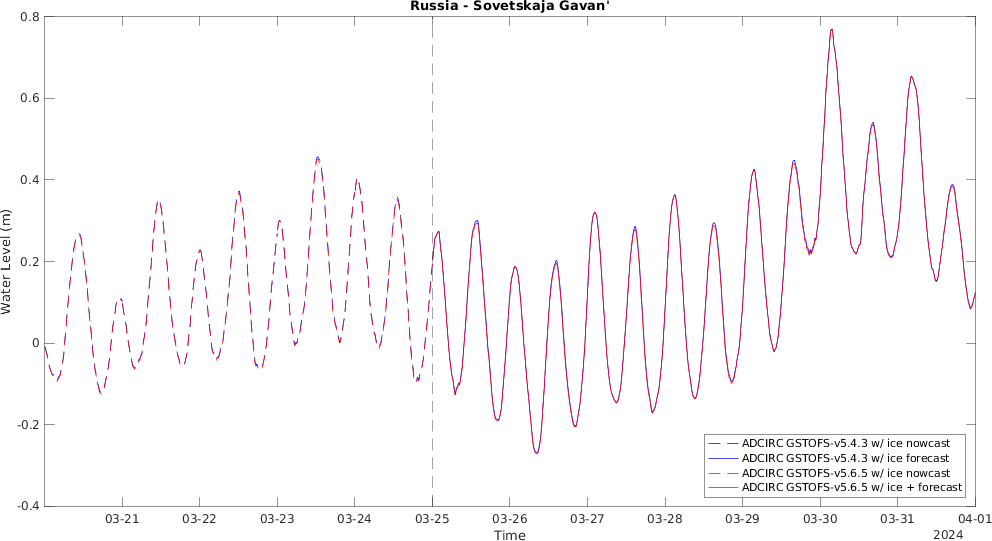 Russia - Sovetskaja Gavan'
Water Level (m)
0.8
0.6
0.4
0.2
0
-0.2
-0.4
03-21 03-22 03-23 03-24 03-25 03-26 03-27 03-28 03-29 03-30 03-31 04-01
Time
2024
ADCIRC GSTOFS-v5.4.3 w/ ice nowcast
ADCIRC GSTOFS-v5.4.3 w/ ice forecast
ADCIRC GSTOFS-v5.6.5 w/ ice nowcast
ADCIRC GSTOFS-v5.6.5 w/ ice + forecast